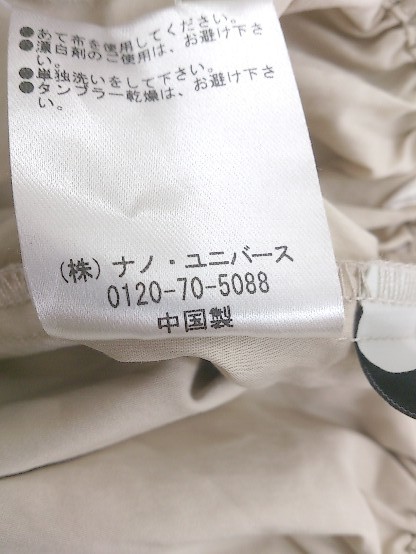 ●あて布を使用してください。
●漂白剤のご使用は、お避け下さ
い。
●単独洗いをして下さい。
●タンブラー乾燥は、お避け下さ
い。
(株)ナノ・ユニバース
0120-70-5088
中国製